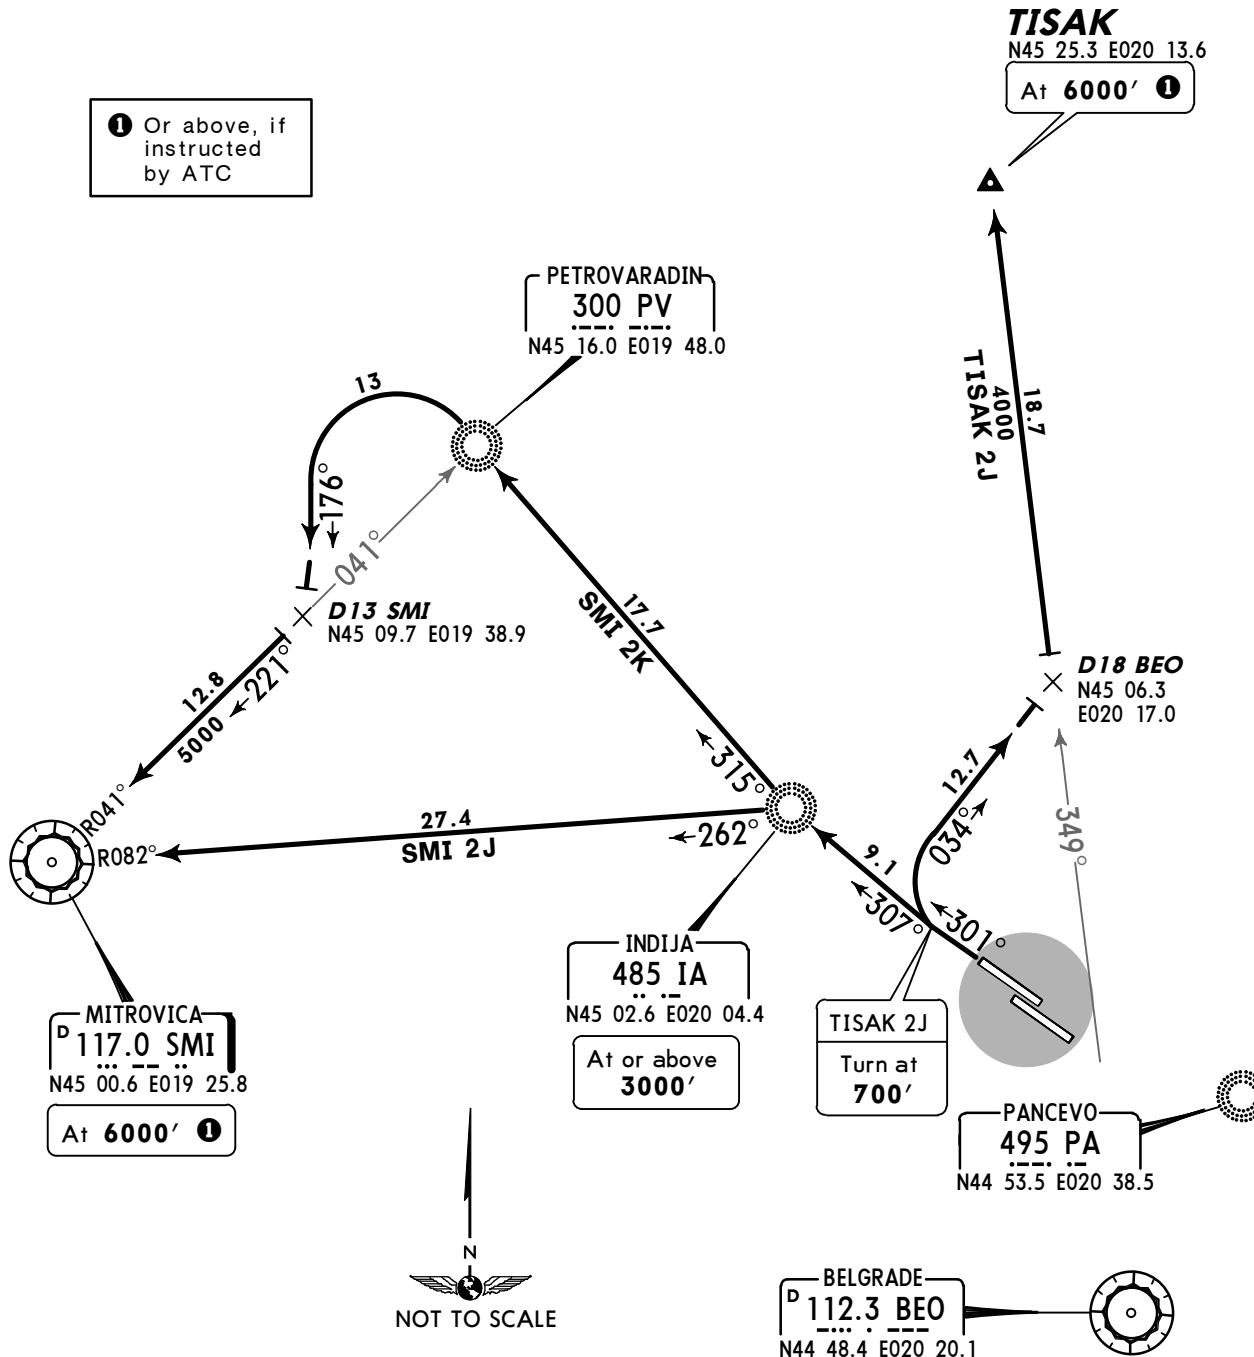 TISAK
N45 25.3 E020 13.6
At 6000′ ❶
❶ Or above, if
instructed
by ATC
PETROVARADIN
300 PV
N45 16.0 E019 48.0
13
176°
041°
D13 SMI
N45 09.7 E019 38.9
12.8
221°
5000
R041°
R082°
17.7
SMI 2K
315°
27.4
SMI 2J
262°
18.7
4000
TISAK 2J
D18 BEO
N45 06.3
E020 17.0
12.7
034°
349°
9.1
307°
301°
MITROVICA
D 117.0 SMI
N45 00.6 E019 25.8
At 6000′ ❶
INDIJA
485 IA
N45 02.6 E020 04.4
At or above
3000′
TISAK 2J
Turn at
700′
PANCEVO
495 PA
N44 53.5 E020 38.5
N
NOT TO SCALE
BELGRADE
D 112.3 BEO
N44 48.4 E020 20.1